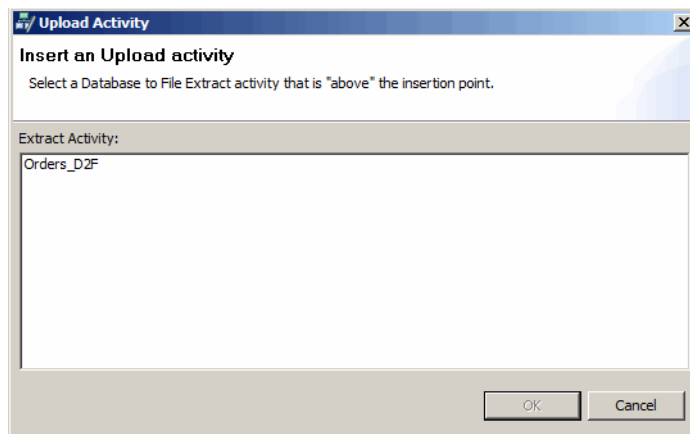 Upload Activity
Insert an Upload activity
Select a Database to File Extract activity that is "above" the insertion point.
Extract Activity:
Orders_D2F
OK Cancel